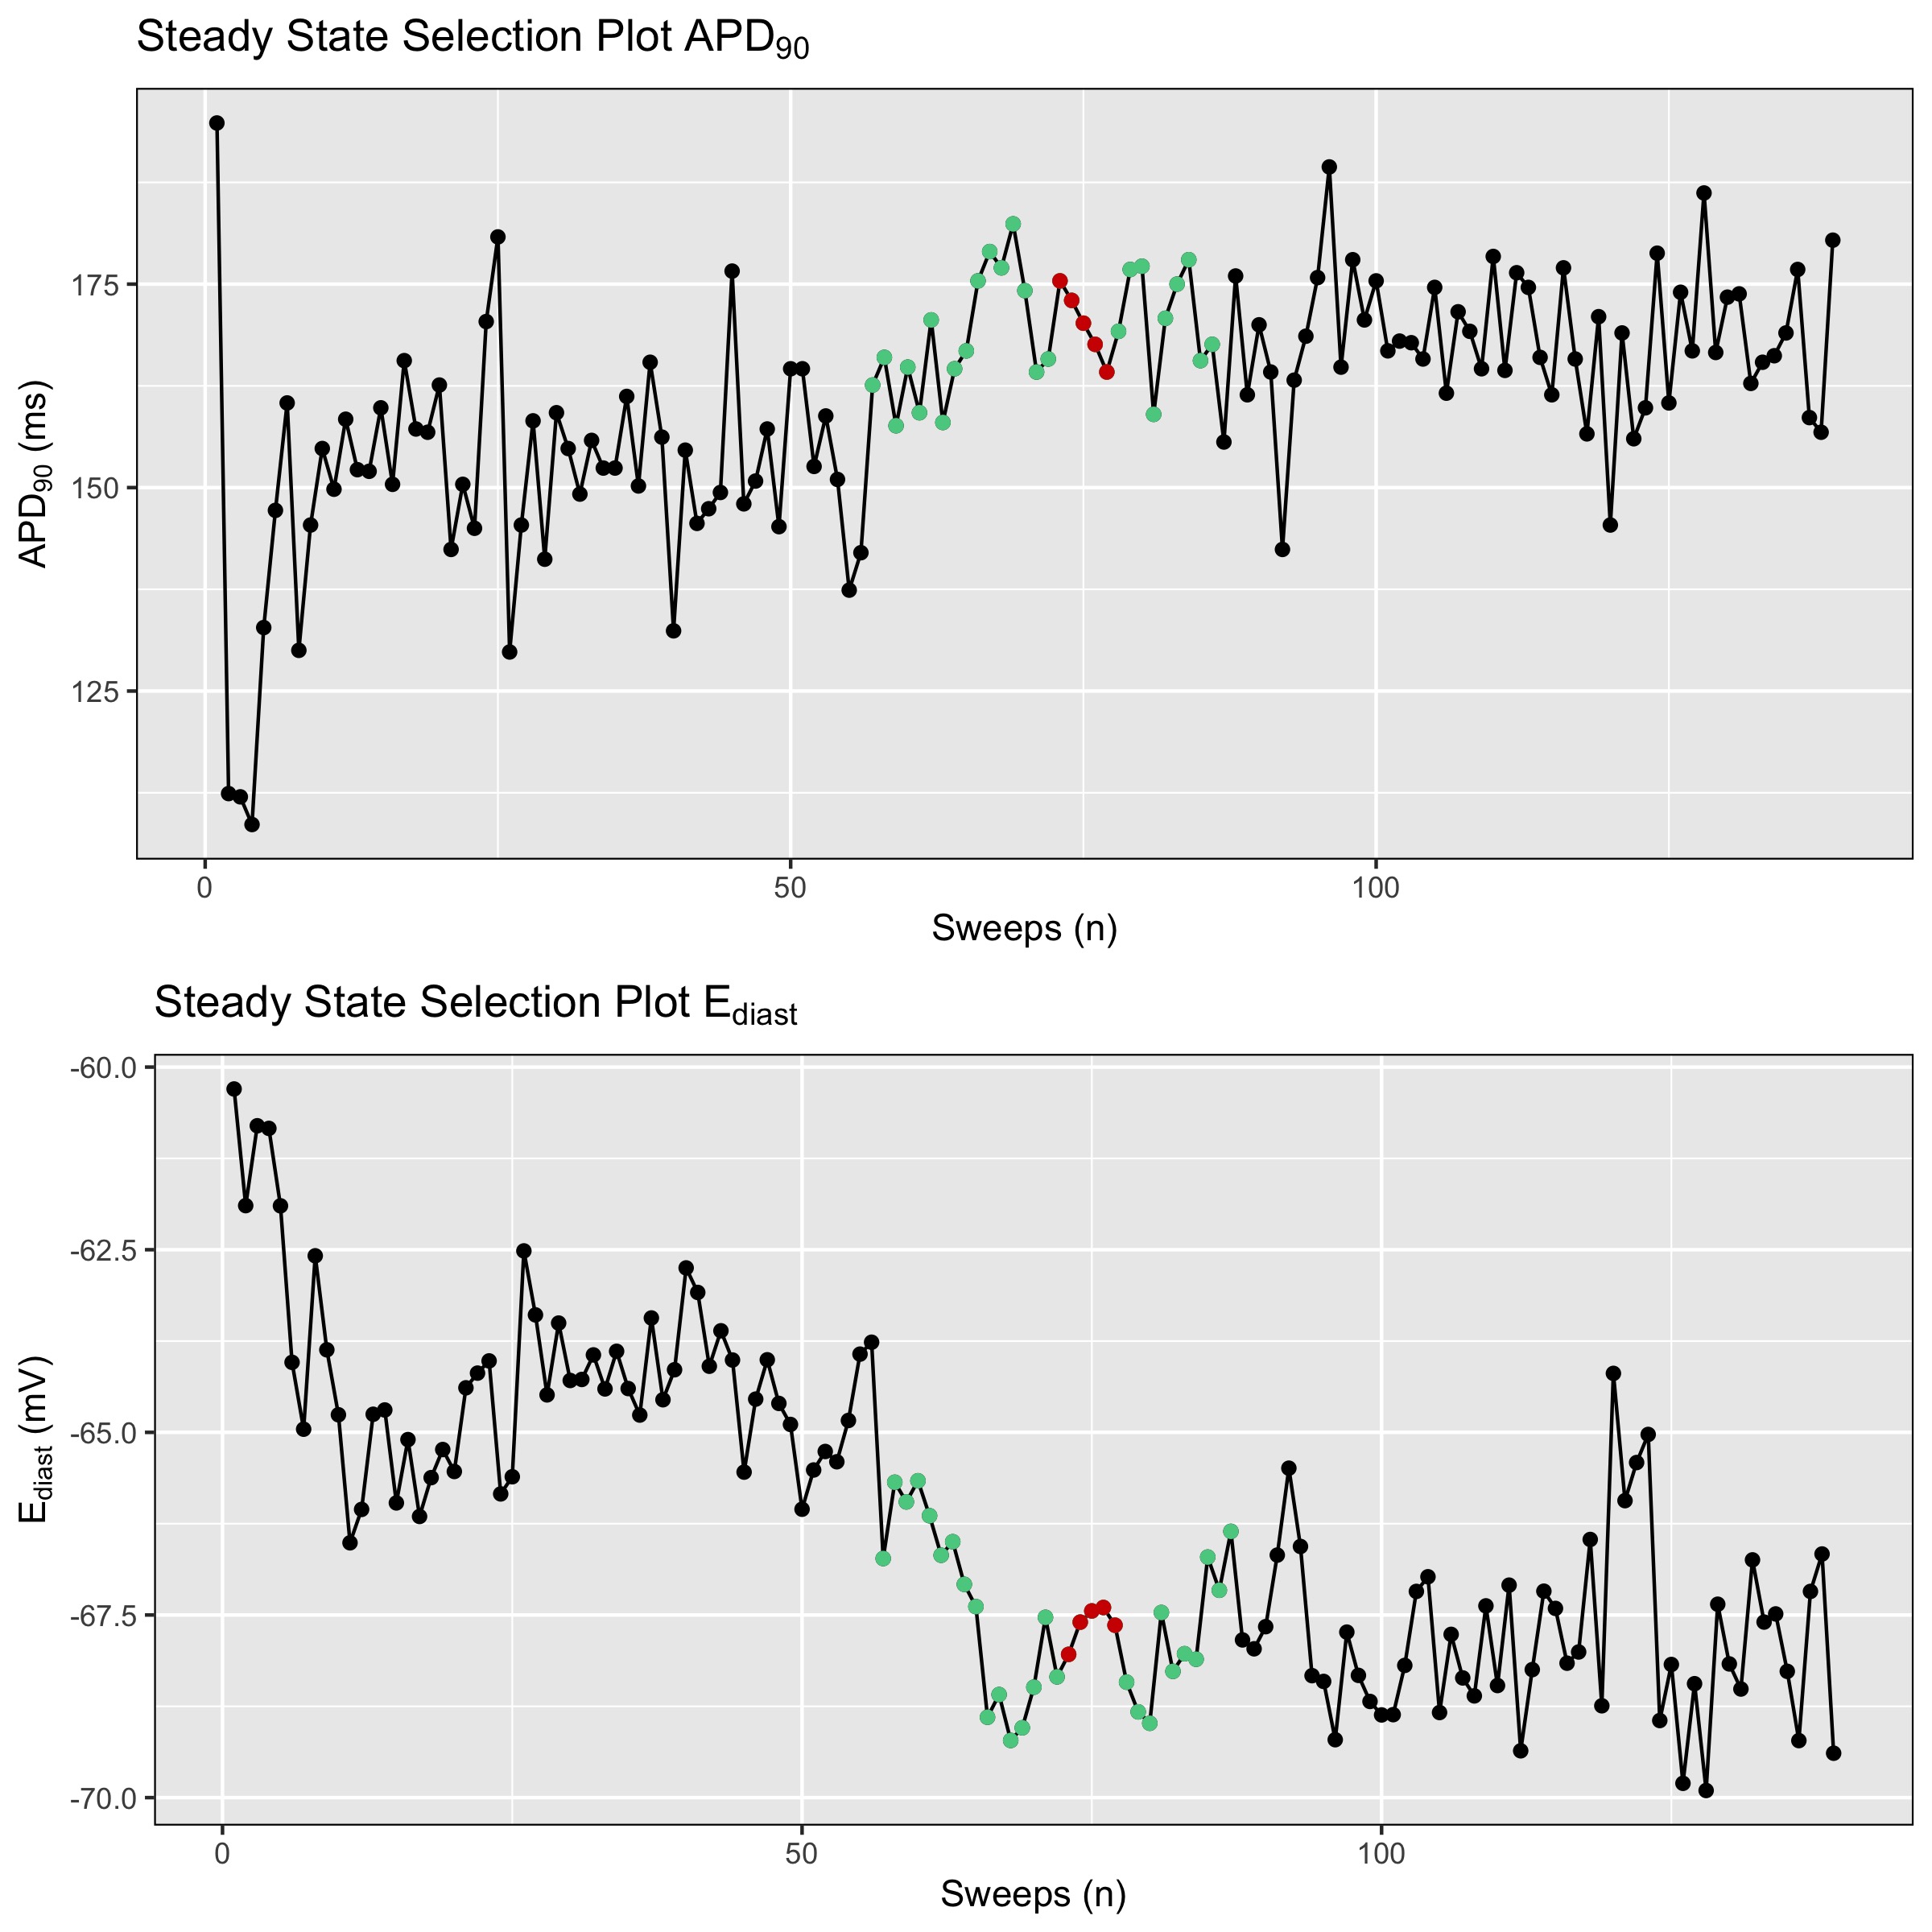 Steady State Selection Plot APD90
175
150
125
APD90 (ms)
0 50 100
Sweeps (n)
Steady State Selection Plot Ediast
-60.0
-62.5
-65.0
-67.5
-70.0
Ediast (mV)
0 50 100
Sweeps (n)